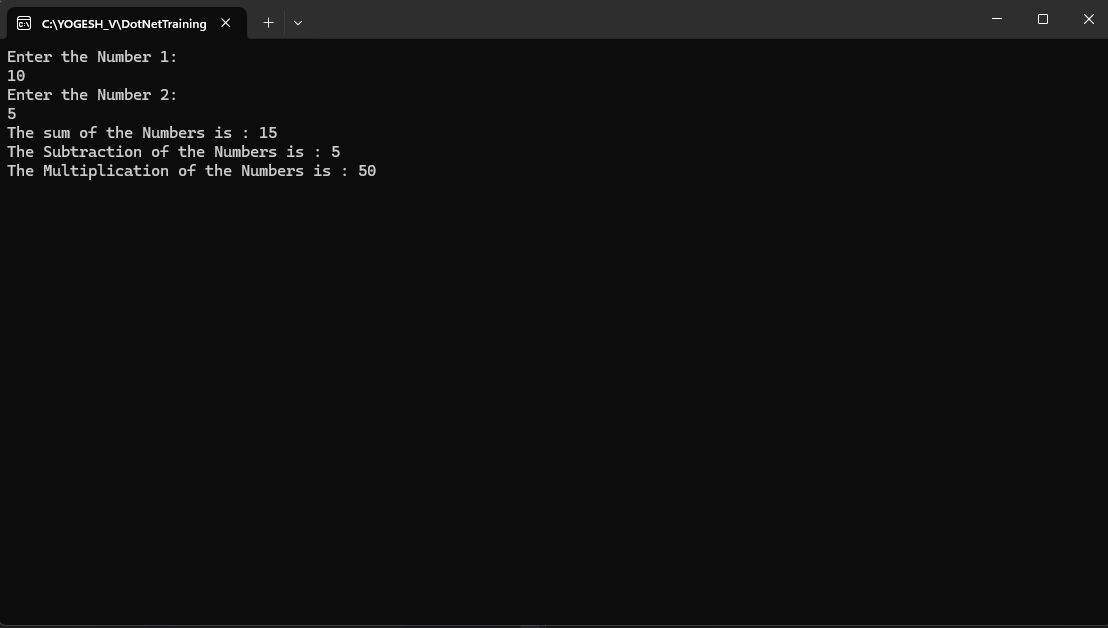 C:\YOGESH_V\DotNetTraining
Enter the Number 1:
10
Enter the Number 2:
5
The sum of the Numbers is : 15
The Subtraction of the Numbers is : 5
The Multiplication of the Numbers is : 50